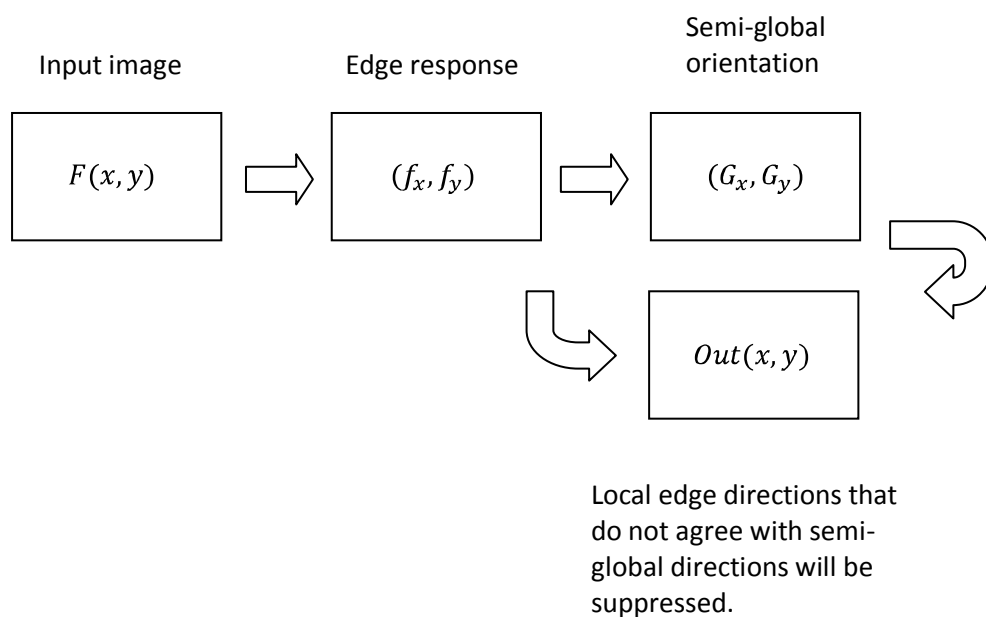 Input image
Edge response
Semi-global
orientation
F(x, y)
(f_x, f_y)
(G_x, G_y)
Out(x, y)
Local edge directions that
do not agree with semi-
global directions will be
suppressed.